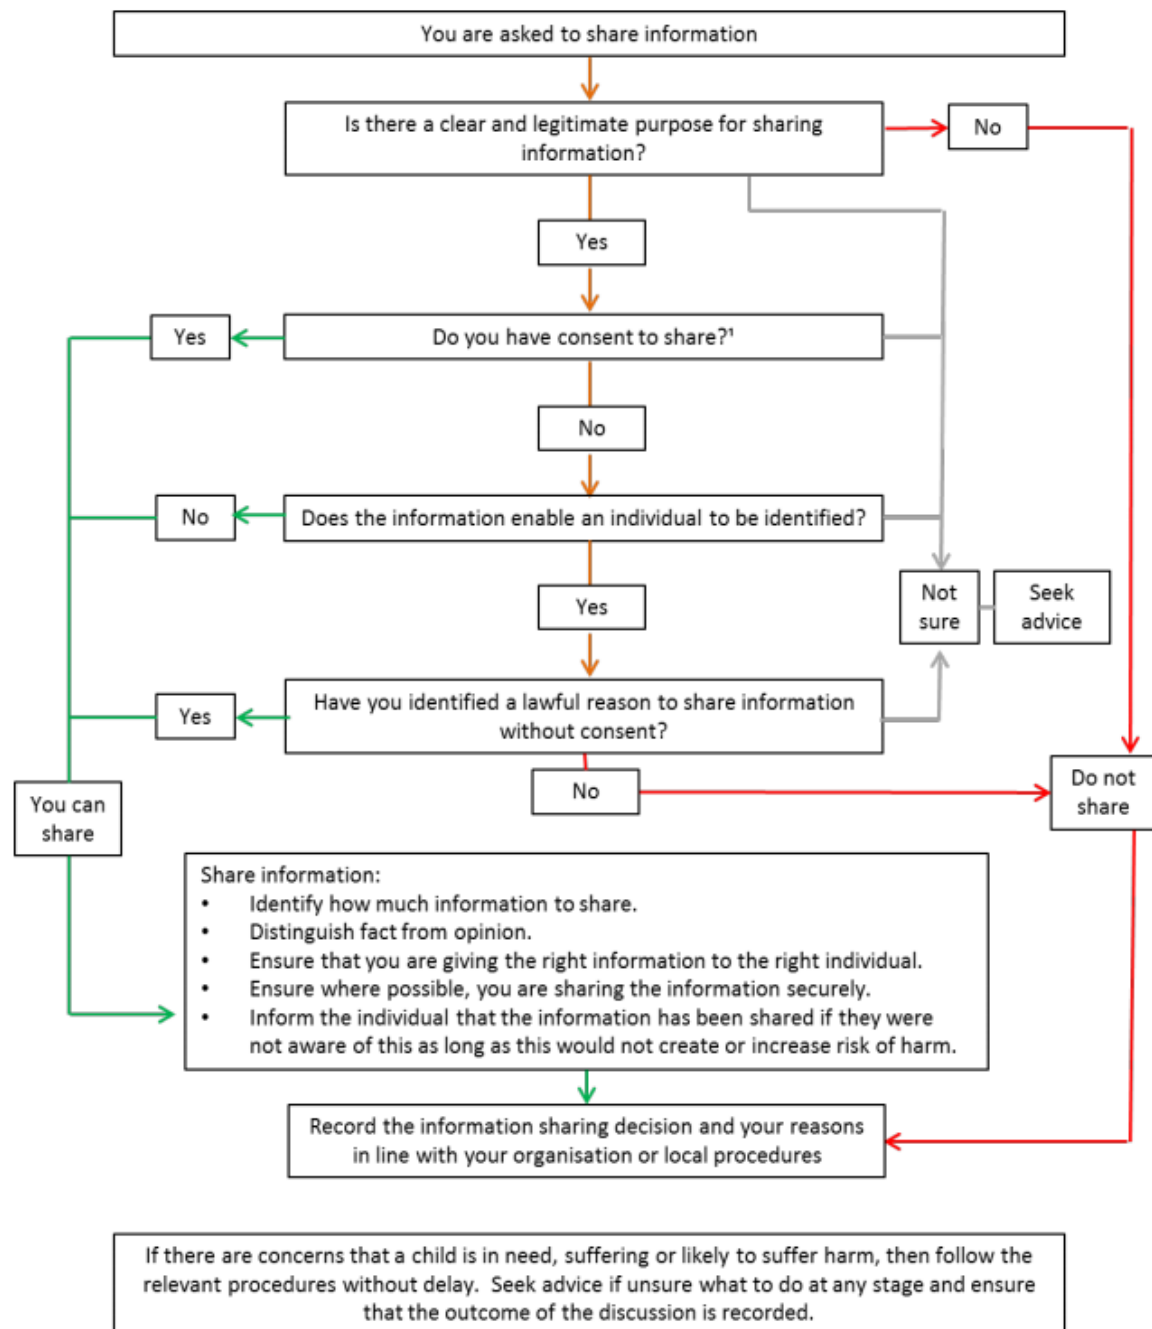 You are asked to share information
Is there a clear and legitimate purpose for sharing
information?
No
Yes
Yes
Do you have consent to share?¹
No
No
Does the information enable an individual to be identified?
Yes
Not
sure
Seek
advice
Yes
Have you identified a lawful reason to share information
without consent?
No
Do not
share
You can
share
Share information:
• Identify how much information to share.
• Distinguish fact from opinion.
• Ensure that you are giving the right information to the right individual.
• Ensure where possible, you are sharing the information securely.
• Inform the individual that the information has been shared if they were
not aware of this as long as this would not create or increase risk of harm.
Record the information sharing decision and your reasons
in line with your organisation or local procedures
If there are concerns that a child is in need, suffering or likely to suffer harm, then follow the
relevant procedures without delay.  Seek advice if unsure what to do at any stage and ensure
that the outcome of the discussion is recorded.